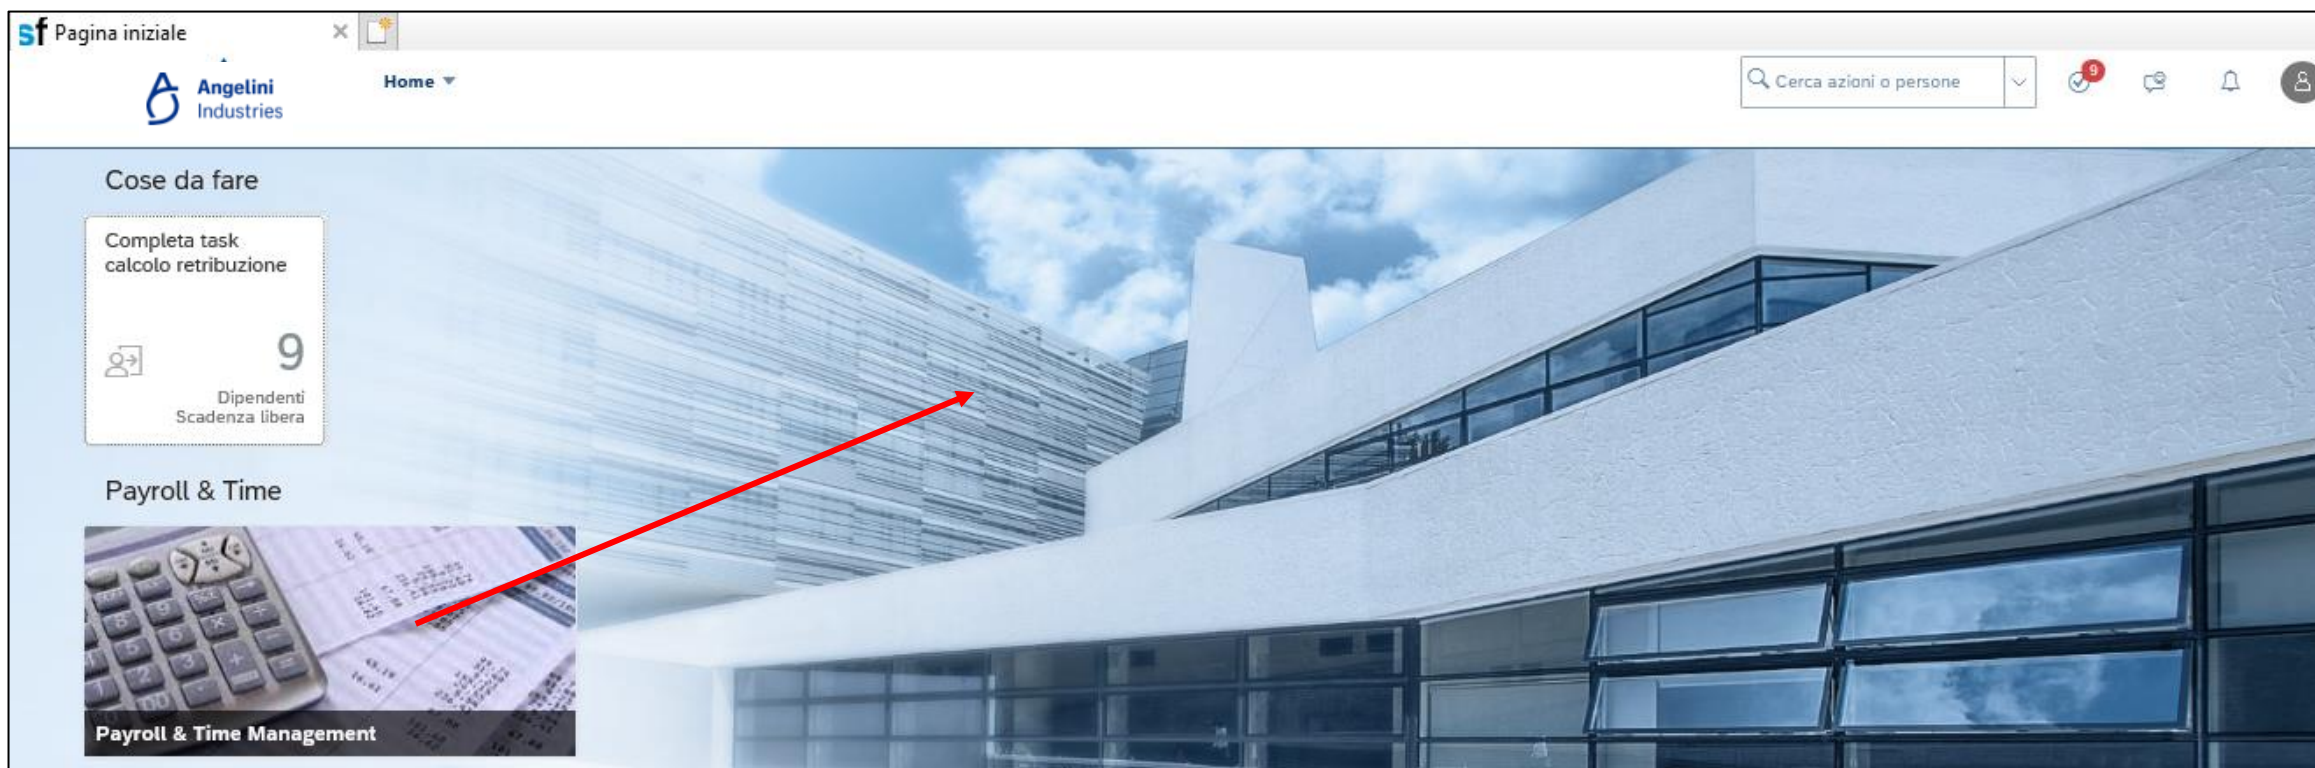 sf Pagina iniziale
Angelini
Industries
Home
Cerca azioni o persone
9
Cose da fare
Completa task
calcolo retribuzione
9
Dipendenti
Scadenza libera
Payroll & Time
Payroll & Time Management